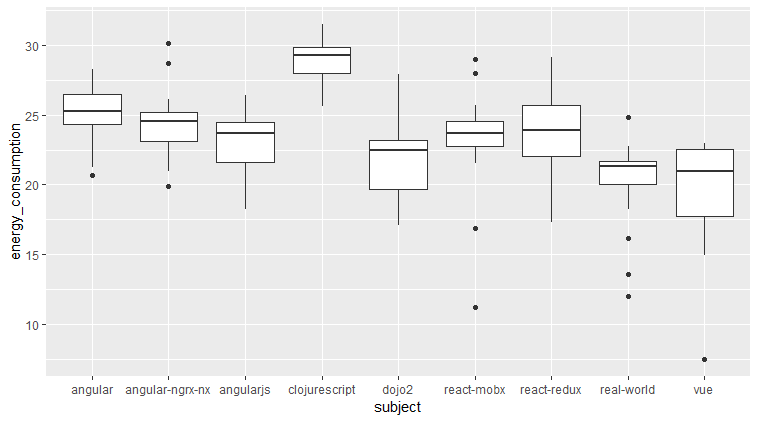 energy_consumption
30
25
20
15
10
angular
angular-ngrx-nx
angularjs
clojurescript
dojo2
react-mobx
react-redux
real-world
vue
subject